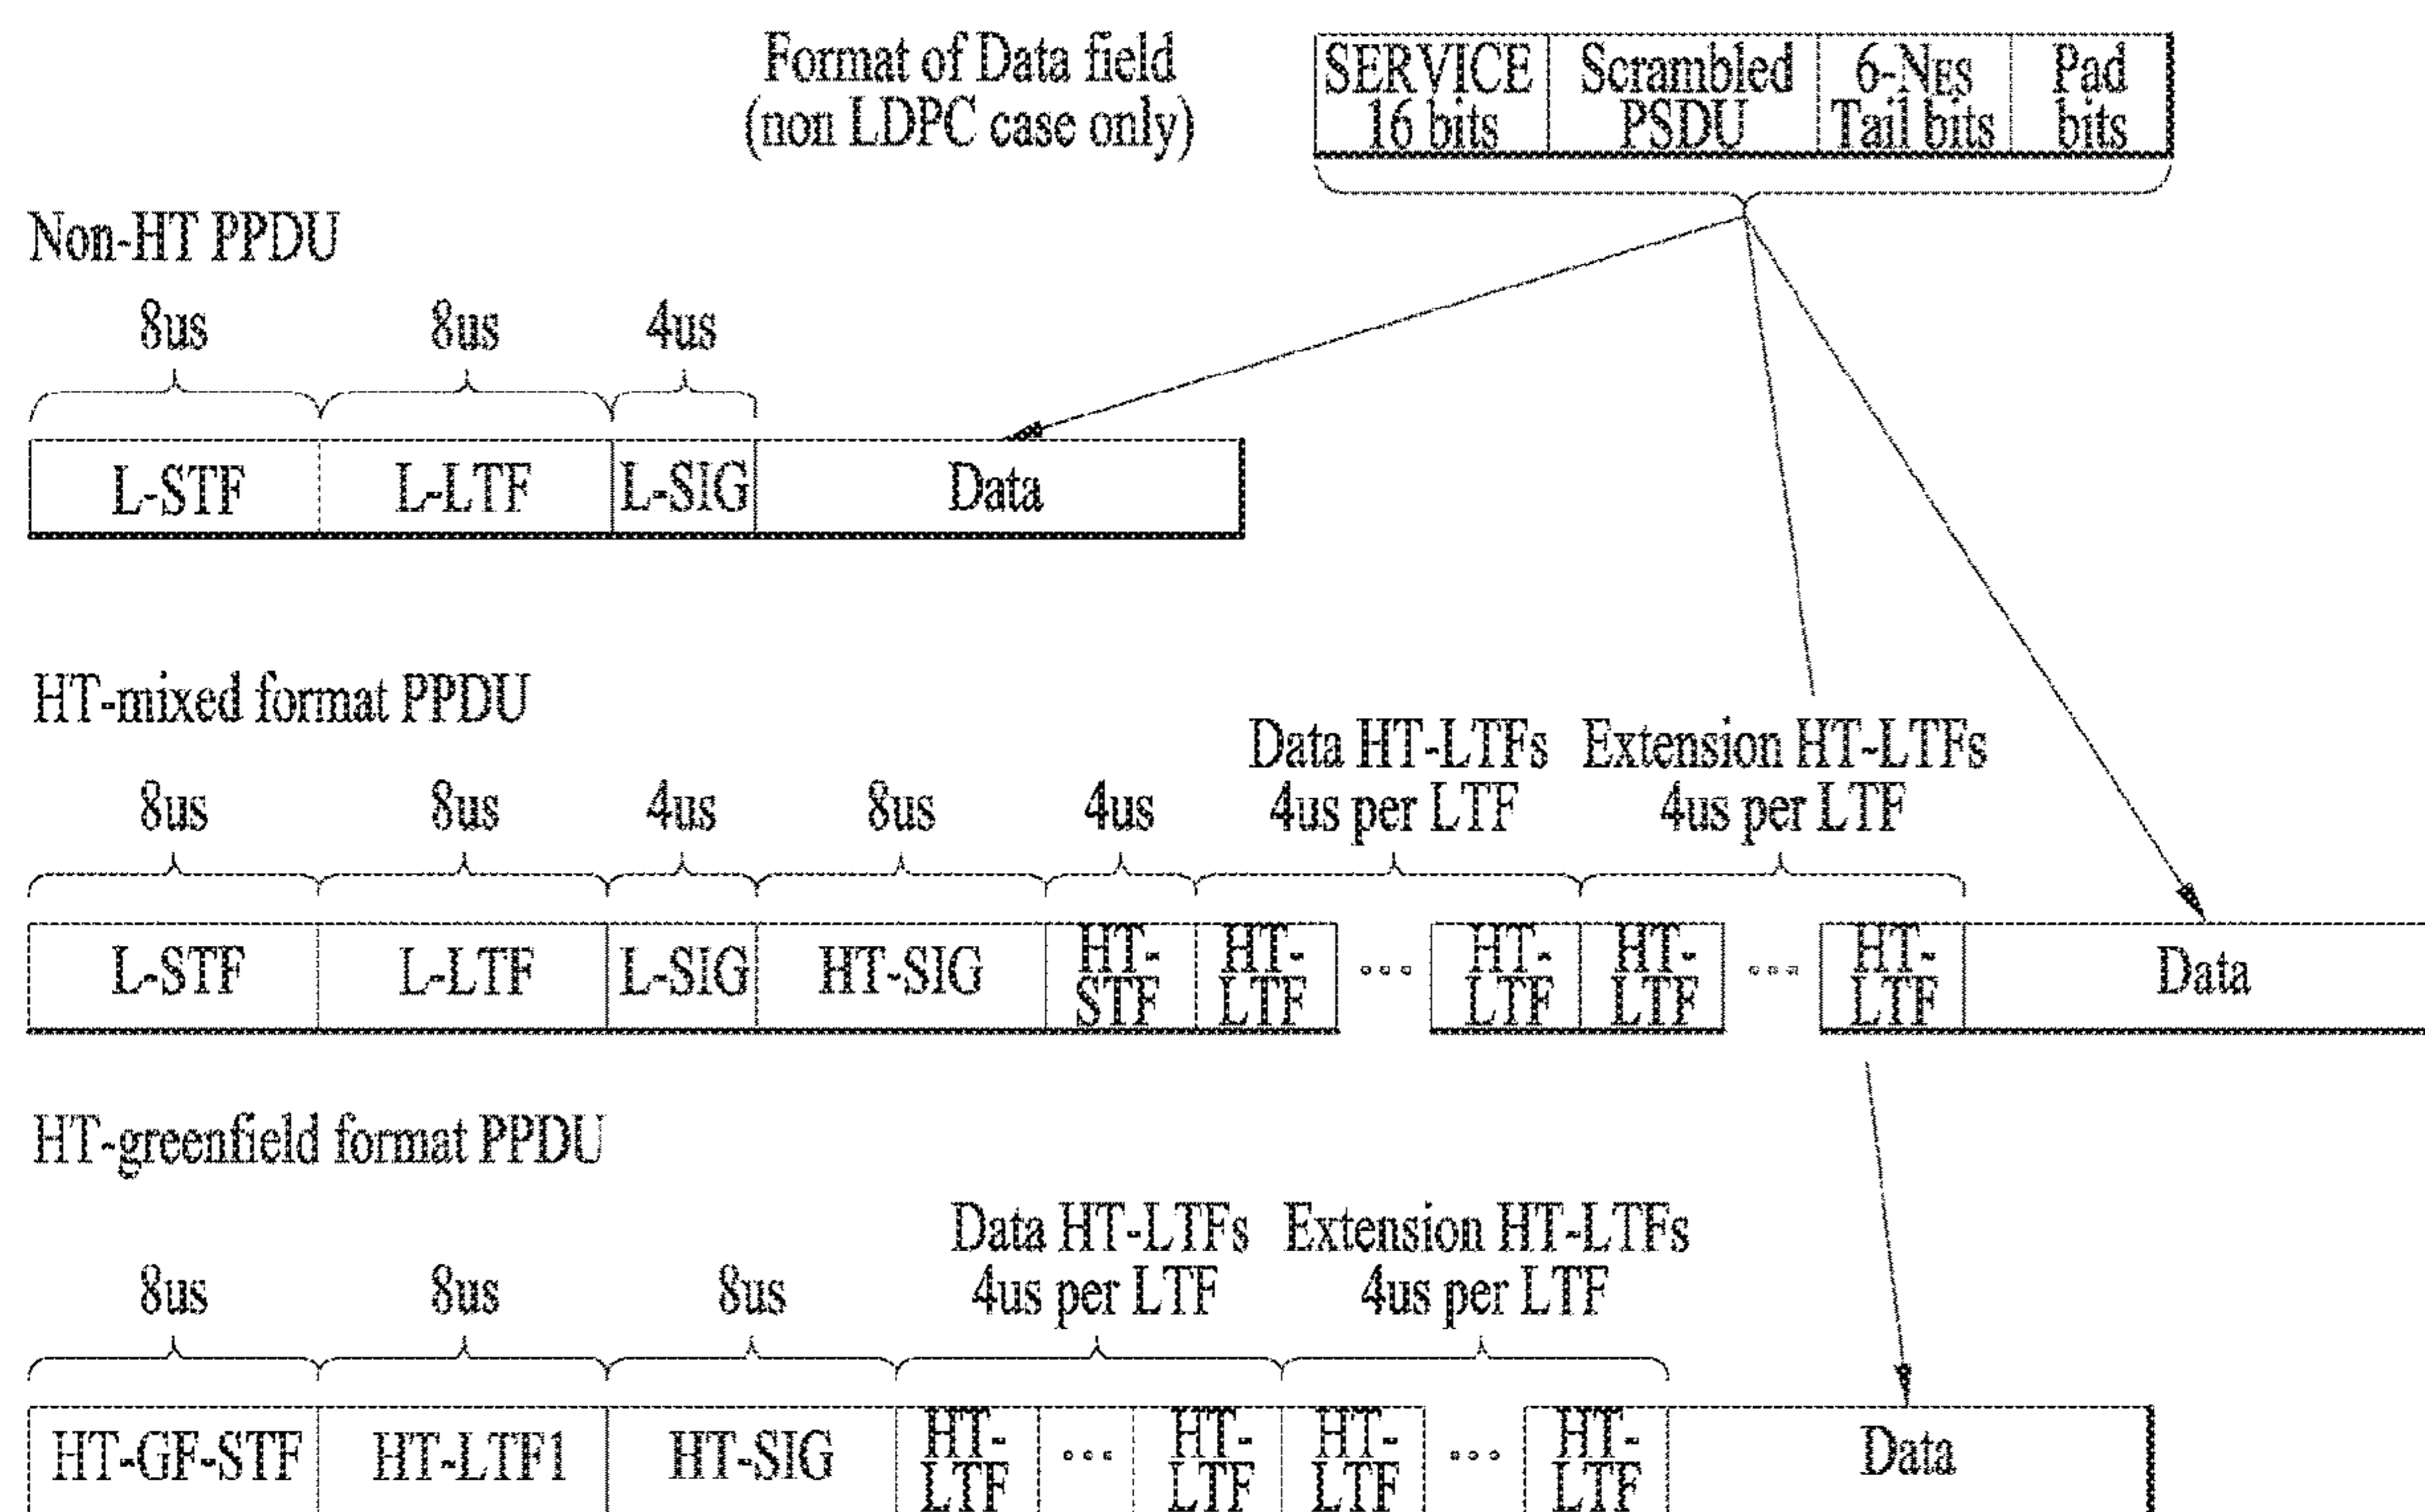 Format of Data field
(non LDPC case only)
SERVICE
16 bits
Scrambled
PSDU
6-NES
Tail bits
Pad
bits
Non-HT PPDU
8us
8us
4us
L-STF
L-LTF
L-SIG
Data
HT-mixed format PPDU
Data HT-LTFs
4us per LTF
Extension HT-LTFs
4us per LTF
8us
8us
4us
8us
4us
L-STF
L-LTF
L-SIG
HT-SIG
HT-
STF
HT-
LTF
...
HT-
LTF
HT-
LTF
...
HT-
LTF
Data
HT-greenfield format PPDU
Data HT-LTFs
4us per LTF
Extension HT-LTFs
4us per LTF
8us
8us
8us
HT-GF-STF
HT-LTF1
HT-SIG
HT-
LTF
...
HT-
LTF
HT-
LTF
...
HT-
LTF
Data